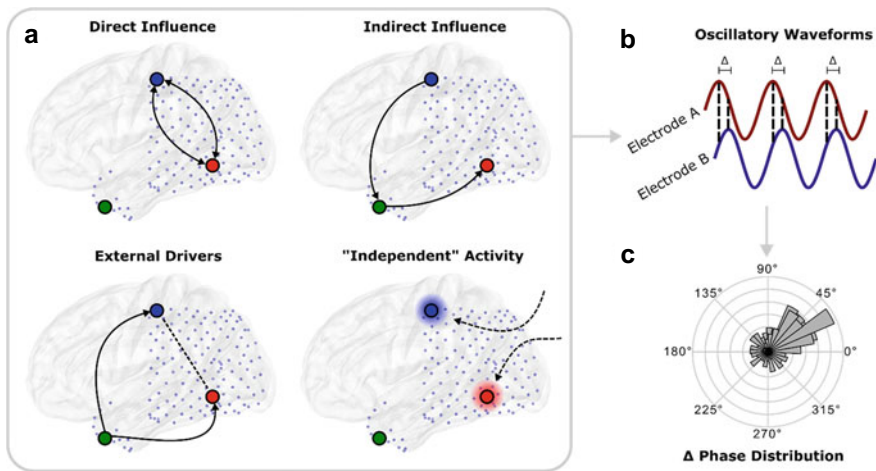 a
Direct Influence
Indirect Influence
External Drivers
"Independent" Activity
b
Oscillatory Waveforms
Δ Δ Δ
Electrode A
Electrode B
c
90°
135° 45°
180° 0°
225° 315°
270°
Δ Phase Distribution